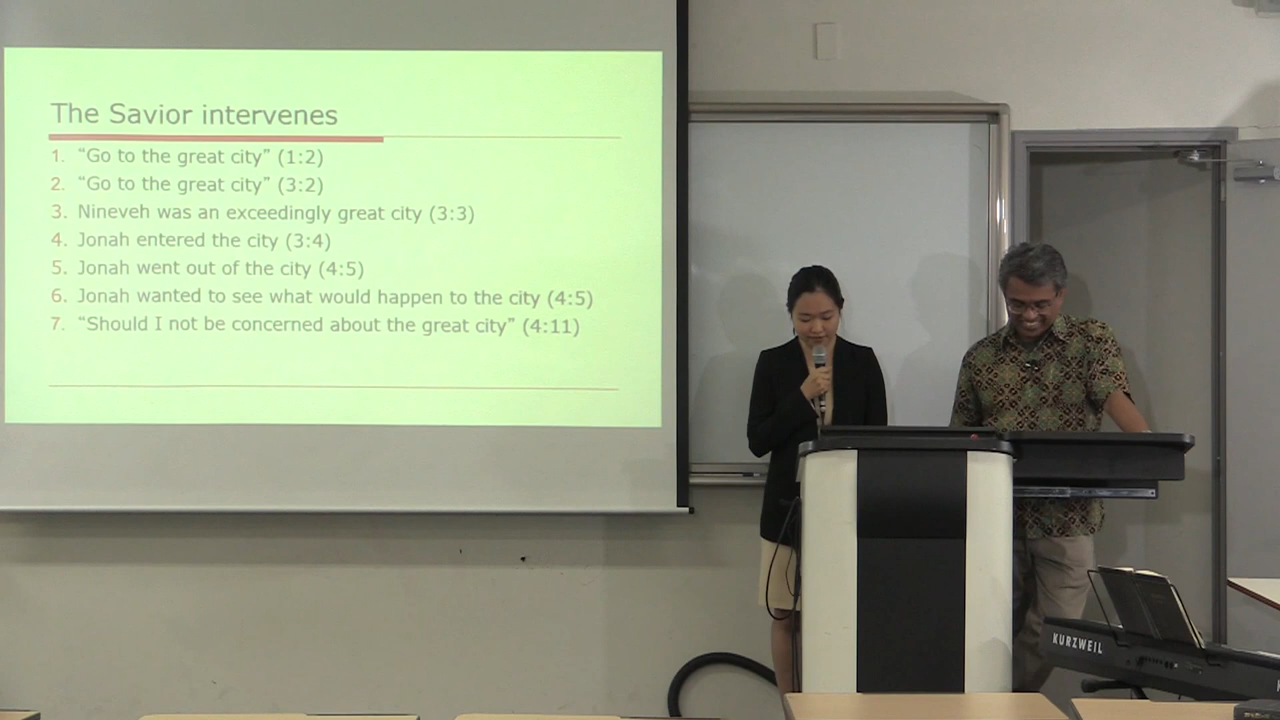 The Savior intervenes
1. “Go to the great city” (1:2)
2. “Go to the great city” (3:2)
3. Nineveh was an exceedingly great city (3:3)
4. Jonah entered the city (3:4)
5. Jonah went out of the city (4:5)
6. Jonah wanted to see what would happen to the city (4:5)
7. “Should I not be concerned about the great city” (4:11)
KURZWEIL